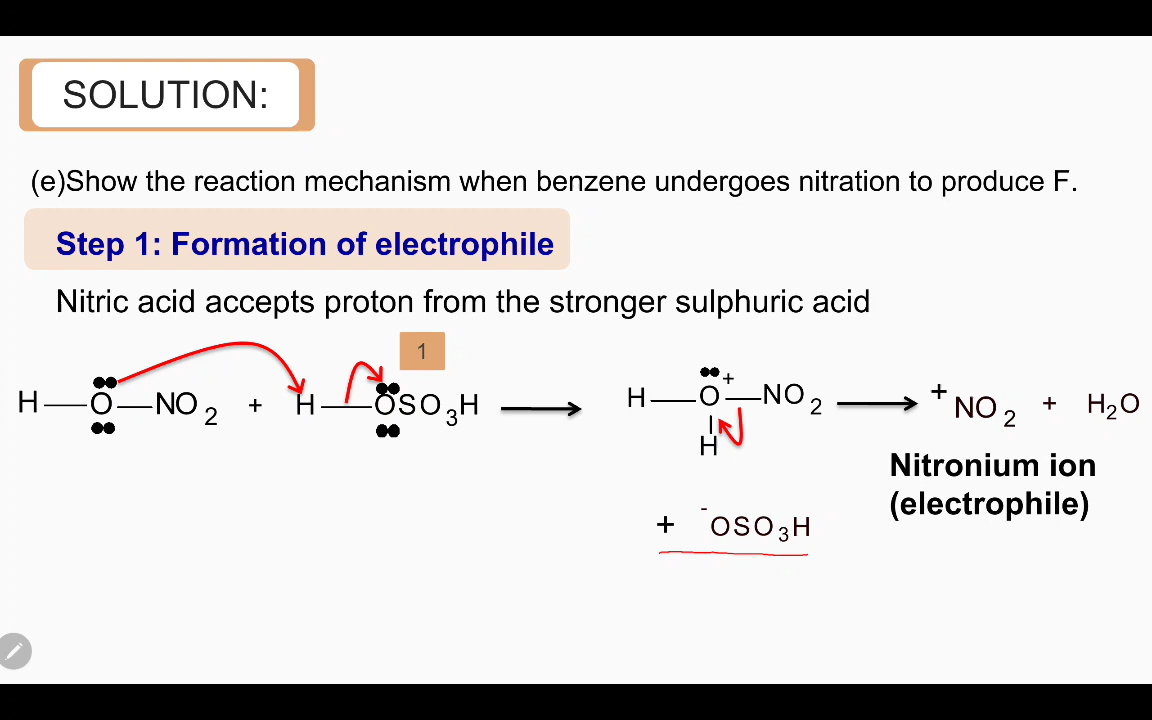 SOLUTION:
(e)Show the reaction mechanism when benzene undergoes nitration to produce F.
Step 1: Formation of electrophile
Nitric acid accepts proton from the stronger sulphuric acid
1
H—O—NO2 + H—OSO3H → H—O+—NO2 → +NO2 + H2O
H
Nitronium ion
(electrophile)
+ -OSO3H